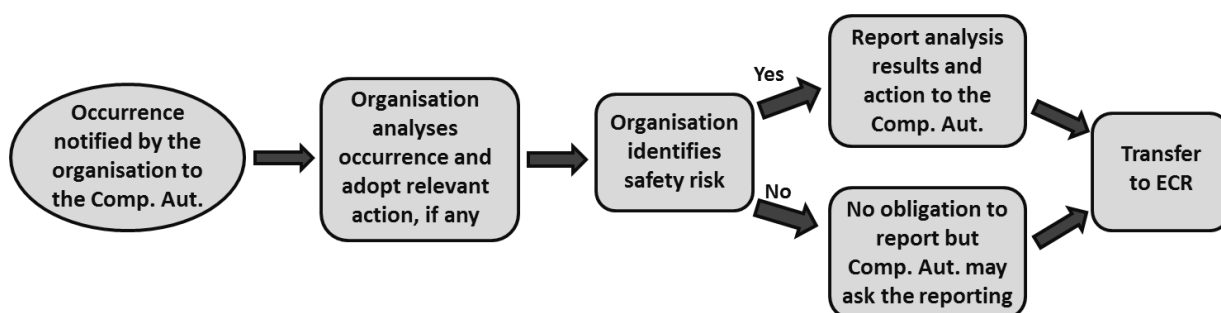 Occurrence
notified by the
organisation to
the Comp. Aut.
Organisation
analyses
occurrence and
adopt relevant
action, if any
Organisation
identifies
safety risk
Yes
Report analysis
results and
action to the
Comp. Aut.
No
No obligation to
report but
Comp. Aut. may
ask the reporting
Transfer
to ECR